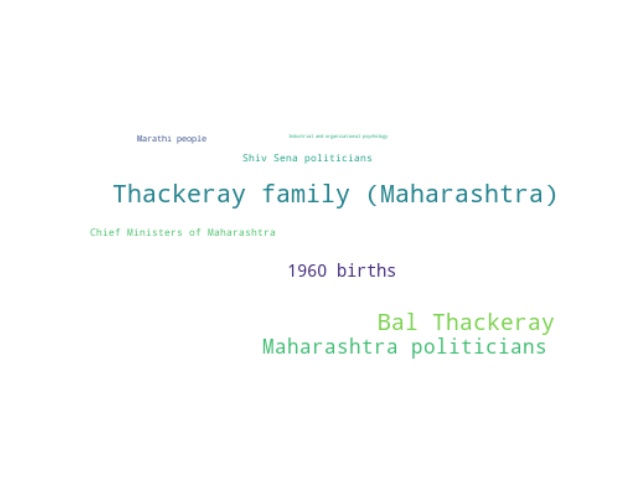 Marathi people
Industrial and organizational psychology
Shiv Sena politicians
Thackeray family (Maharashtra)
Chief Ministers of Maharashtra
1960 births
Bal Thackeray
Maharashtra politicians